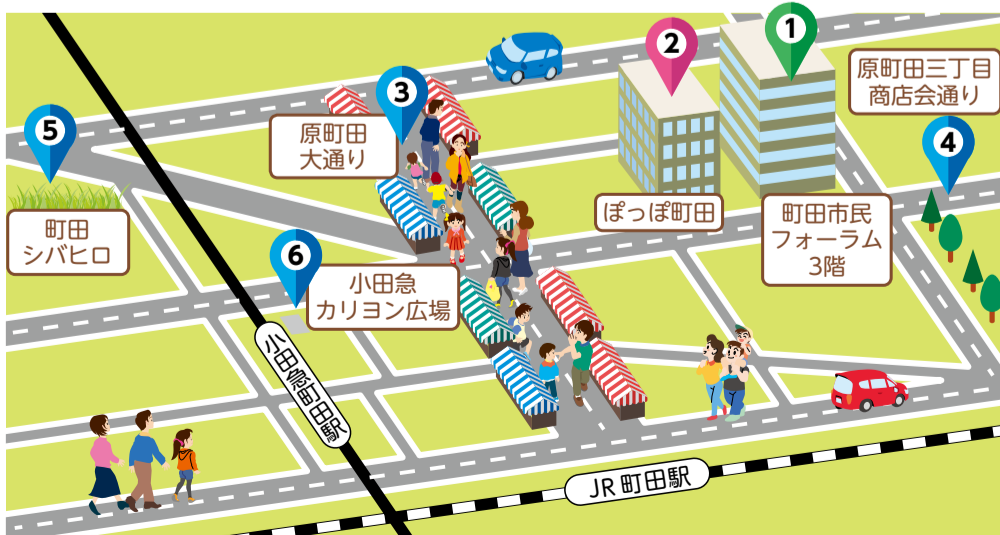 1
2
原町田三丁目
商店会通り
3
4
原町田
大通り
5
ぽっぽ町田
町田市民
フォーラム
3階
町田
シバヒロ
6
小田急
カリヨン広場
小田急町田駅
JR町田駅